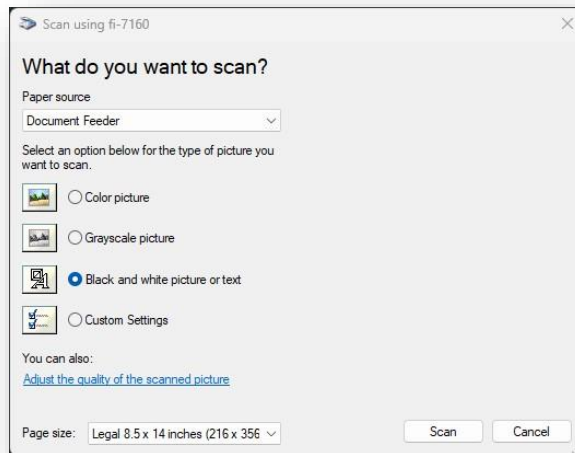 Scan using fi-7160
What do you want to scan?
Paper source
Document Feeder
Select an option below for the type of picture you
want to scan.
Color picture
Grayscale picture
Black and white picture or text
Custom Settings
You can also:
Adjust the quality of the scanned picture
Page size: Legal 8.5 x 14 inches (216 x 356 Scan Cancel